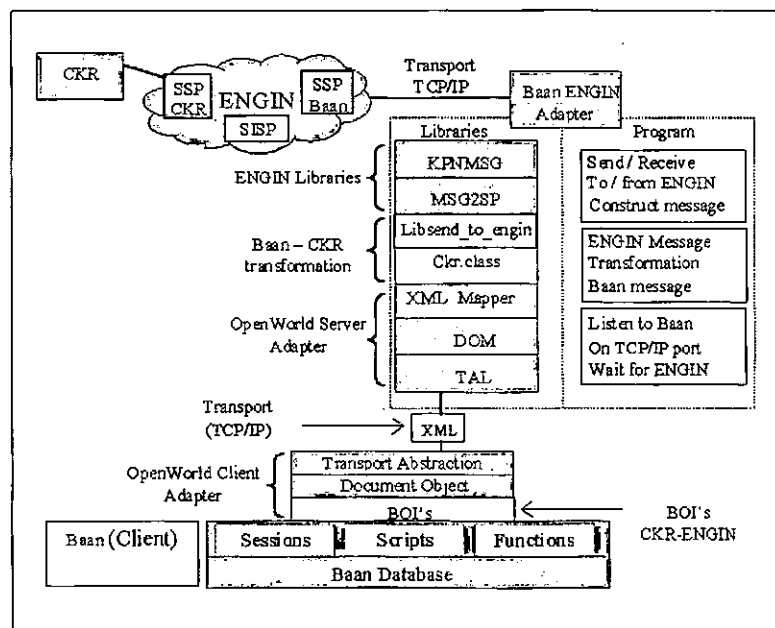 CKR
SSP
CKR
ENGIN
SSP
Baan
SISP
Transport
TCP/IP
Baan ENGIN
Adapter
Libraries
Program
ENGIN Libraries
KPNMSG
MSG2SP
Send / Receive
To / from ENGIN
Construct message
Baan – CKR
transformation
Libsend_to_engin
Ckr.class
ENGIN Message
Transformation
Baan message
OpenWorld Server
Adapter
XML Mapper
DOM
TAL
Listen to Baan
On TCP/IP port
Wait for ENGIN
Transport
(TCP/IP)
XML
OpenWorld Client
Adapter
Transport Abstraction
Document Object
BOI's
BOI's
CKR-ENGIN
Baan (Client)
Sessions
Scripts
Functions
Baan Database